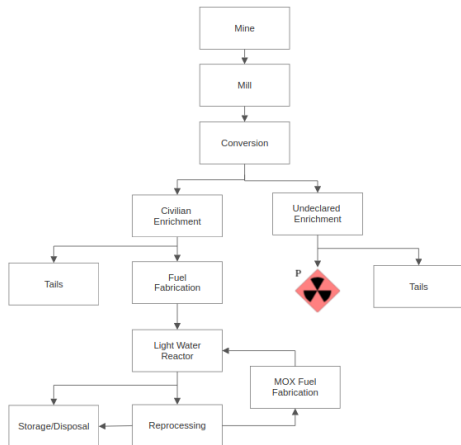 Mine
Mill
Conversion
Civilian
Enrichment
Undeclared
Enrichment
Tails
Fuel
Fabrication
P
Tails
Light Water
Reactor
MOX Fuel
Fabrication
Storage/Disposal
Reprocessing